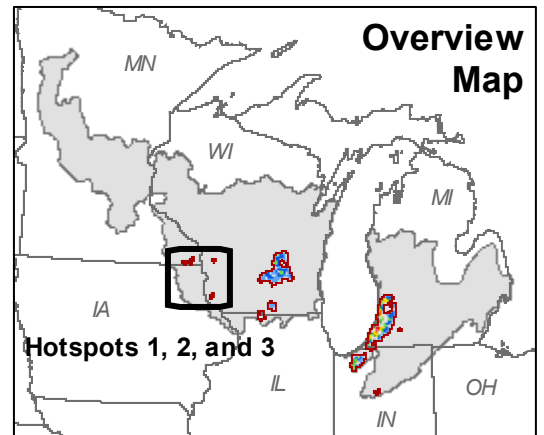 Overview
Map
MN
WI
MI
IA
Hotspots 1, 2, and 3
IL
IN
OH